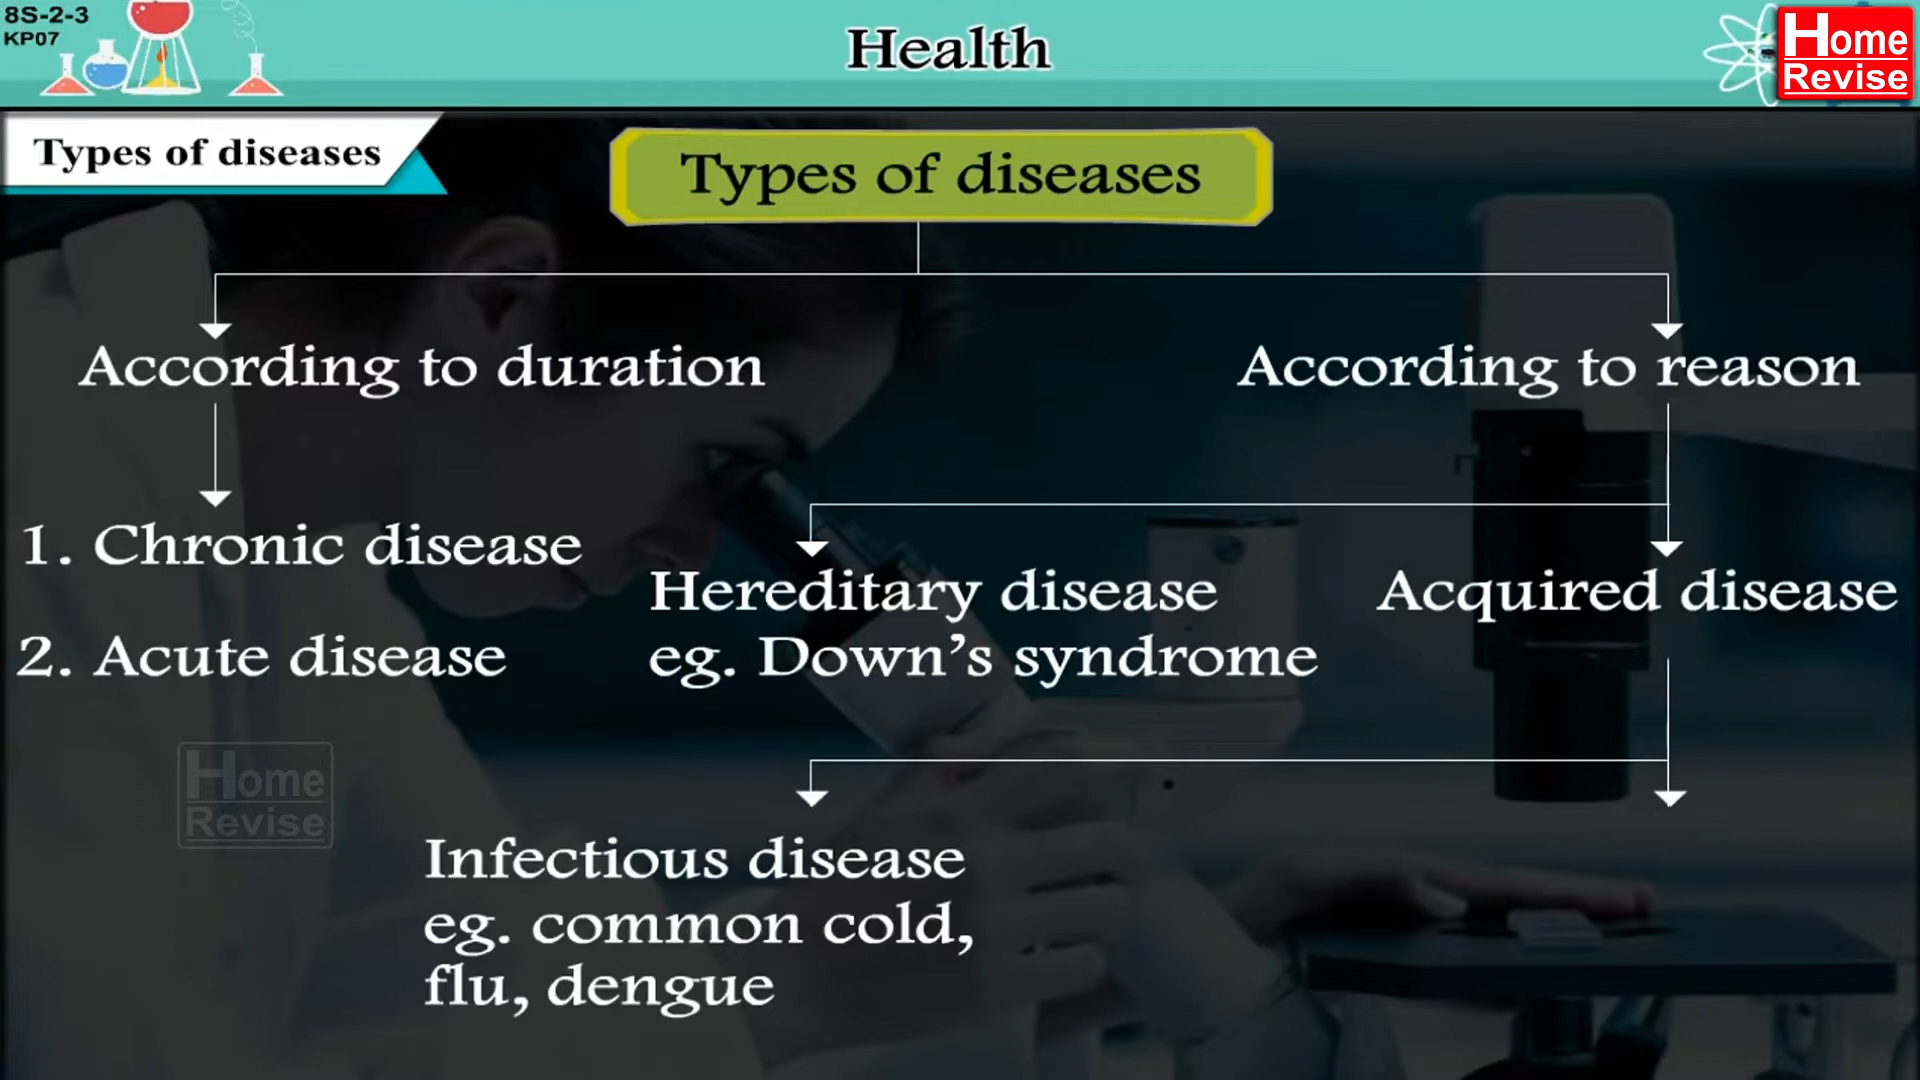 8S-2-3
KP07
Health
Home
Revise
Types of diseases
Types of diseases
According to duration
According to reason
1. Chronic disease
2. Acute disease
Hereditary disease
eg. Down's syndrome
Acquired disease
Home
Revise
Infectious disease
eg. common cold,
flu, dengue